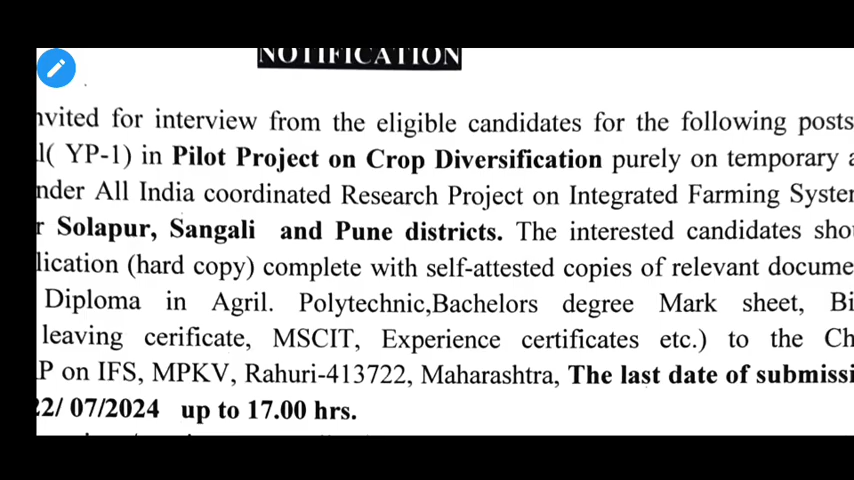 NOTIFICATION
nvited for interview from the eligible candidates for the following posts
l( YP-1) in Pilot Project on Crop Diversification purely on temporary a
nder All India coordinated Research Project on Integrated Farming System
r Solapur, Sangali and Pune districts. The interested candidates sho
lication (hard copy) complete with self-attested copies of relevant docume
Diploma in Agril. Polytechnic,Bachelors degree Mark sheet, Bi
leaving cerificate, MSCIT, Experience certificates etc.) to the Ch
P on IFS, MPKV, Rahuri-413722, Maharashtra, The last date of submissi
22/ 07/2024 up to 17.00 hrs.